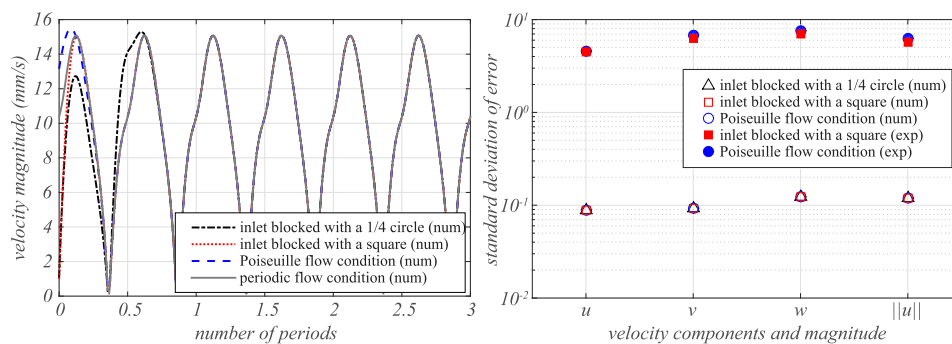 velocity magnitude (mm/s)
16
14
12
10
8
6
4
2
0
0
0.5
1
1.5
2
2.5
3
number of periods
inlet blocked with a 1/4 circle (num)
inlet blocked with a square (num)
Poiseuille flow condition (num)
periodic flow condition (num)
standard deviation of error
10^1
10^0
10^-1
10^-2
u
v
w
||u||
velocity components and magnitude
inlet blocked with a 1/4 circle (num)
inlet blocked with a square (num)
Poiseuille flow condition (num)
inlet blocked with a square (exp)
Poiseuille flow condition (exp)